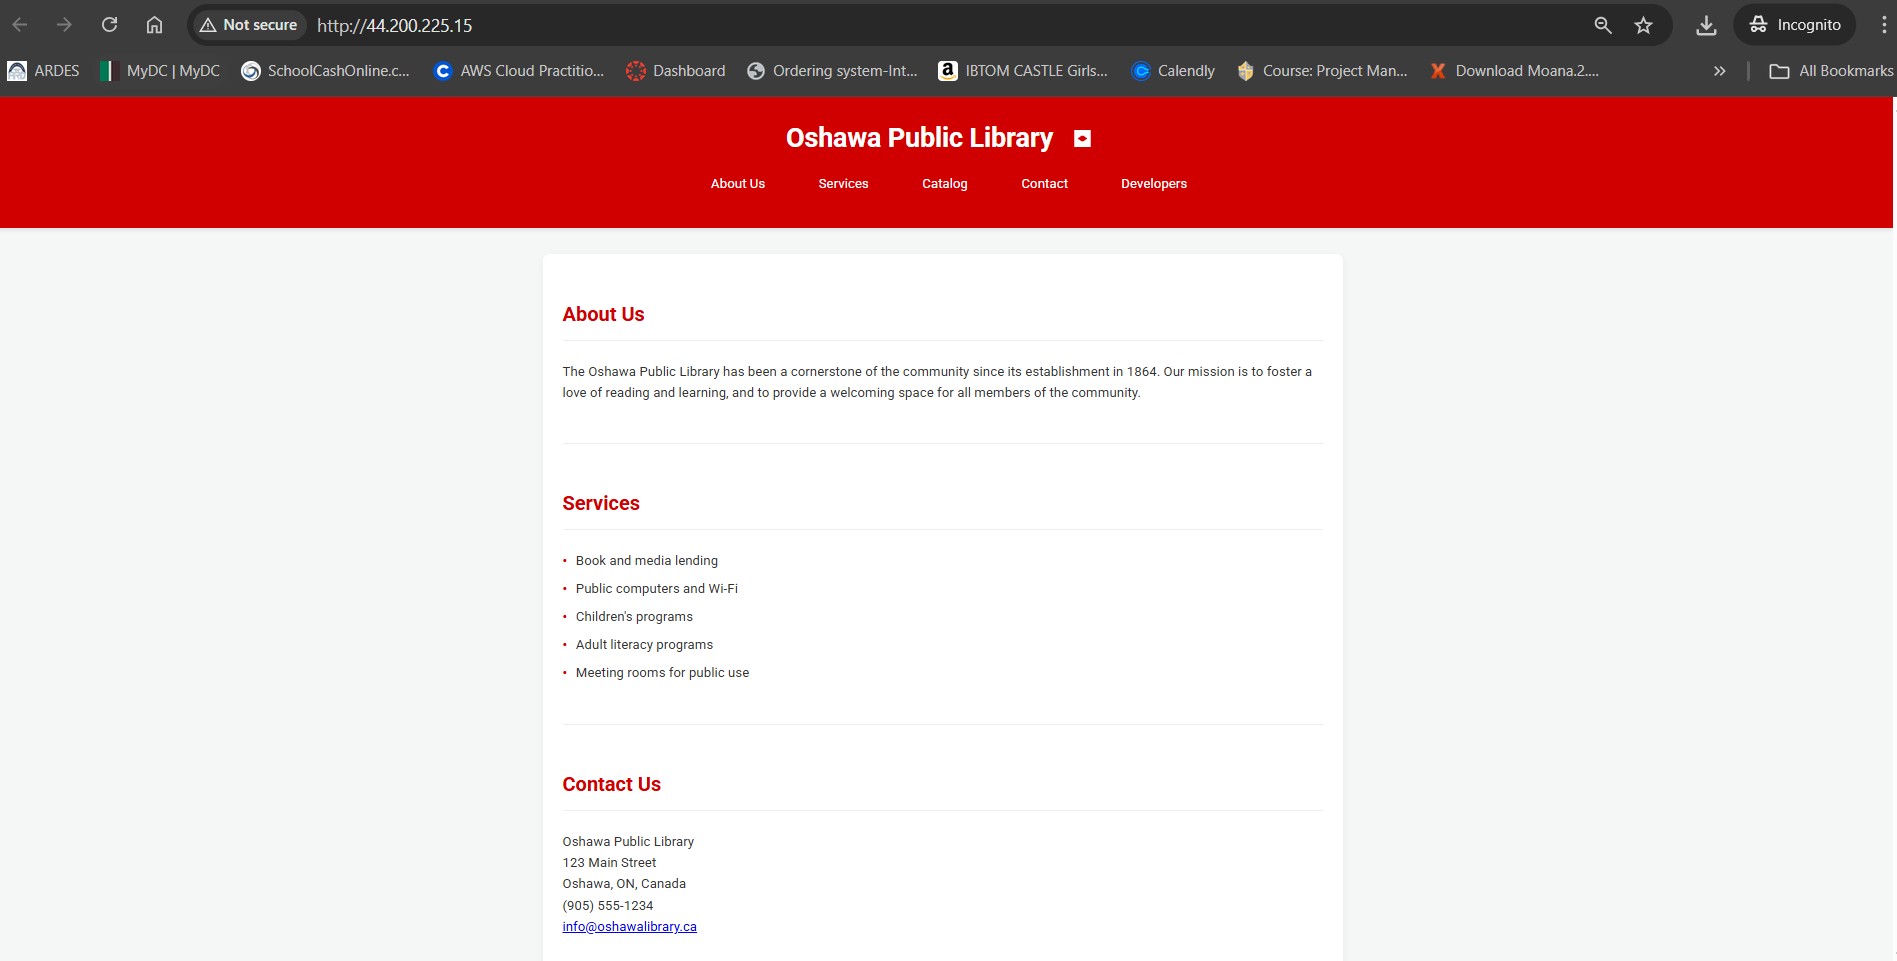 Not secure http://44.200.225.15 Incognito
ARDES MyDC | MyDC SchoolCashOnline.c... AWS Cloud Practitio... Dashboard Ordering system-Int... IBTOM CASTLE Girls... Calendly Course: Project Man... Download Moana.2.... » All Bookmarks
Oshawa Public Library
About Us Services Catalog Contact Developers
About Us
The Oshawa Public Library has been a cornerstone of the community since its establishment in 1864. Our mission is to foster a
love of reading and learning, and to provide a welcoming space for all members of the community.
Services
• Book and media lending
• Public computers and Wi-Fi
• Children's programs
• Adult literacy programs
• Meeting rooms for public use
Contact Us
Oshawa Public Library
123 Main Street
Oshawa, ON, Canada
(905) 555-1234
info@oshawalibrary.ca